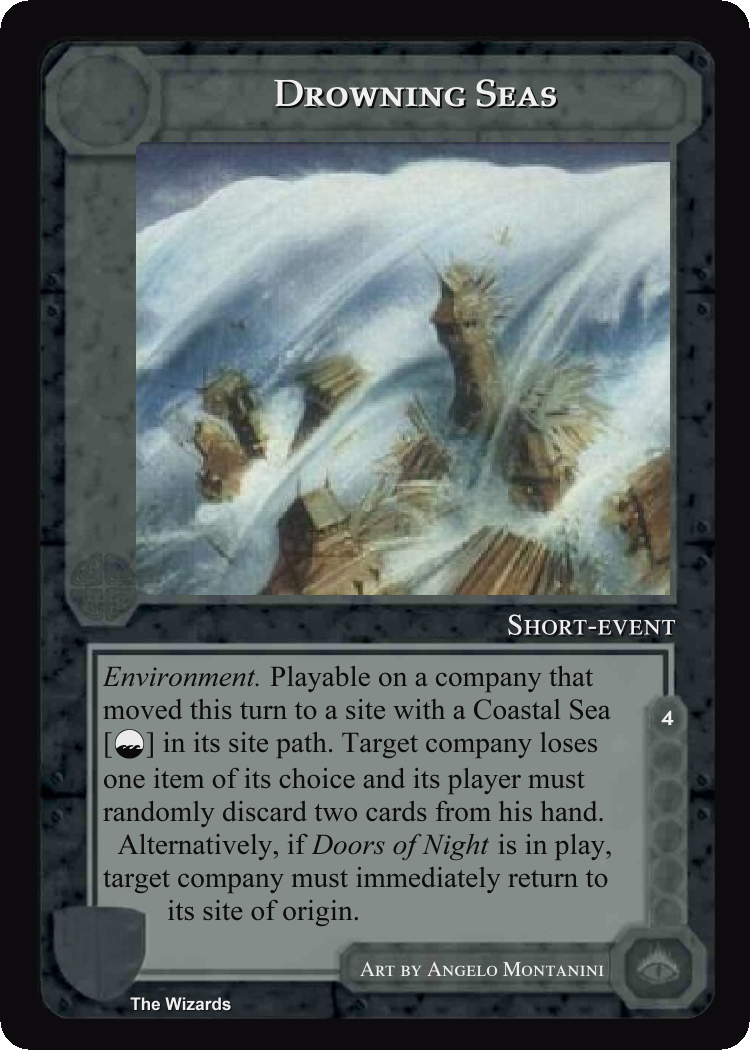 Drowning Seas
Short-event
Environment. Playable on a company that
moved this turn to a site with a Coastal Sea
[] in its site path. Target company loses
one item of its choice and its player must
randomly discard two cards from his hand.
Alternatively, if Doors of Night is in play,
target company must immediately return to
its site of origin.
4
Art by Angelo Montanini
The Wizards